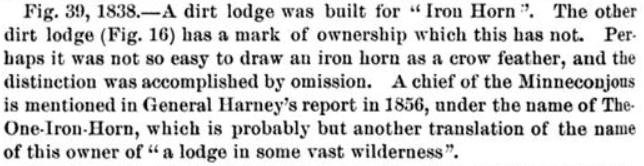 Fig. 39, 1838.—A dirt lodge was built for “Iron Horn”. The other
dirt lodge (Fig. 16) has a mark of ownership which this has not. Per-
haps it was not so easy to draw an iron horn as a crow feather, and the
distinction was accomplished by omission. A chief of the Minneconjous
is mentioned in General Harney’s report in 1856, under the name of The-
One-Iron-Horn, which is probably but another translation of the name
of this owner of “a lodge in some vast wilderness”.